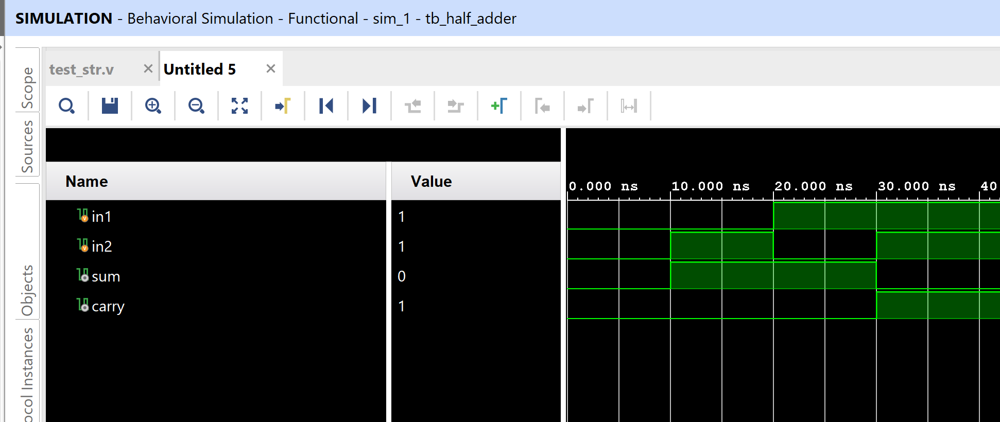 SIMULATION - Behavioral Simulation - Functional - sim_1 - tb_half_adder
test_str.v
Untitled 5
Scope
Sources
Objects
ocol Instances
Name
Value
0.000 ns
10.000 ns
20.000 ns
30.000 ns
40
in1
1
in2
1
sum
0
carry
1